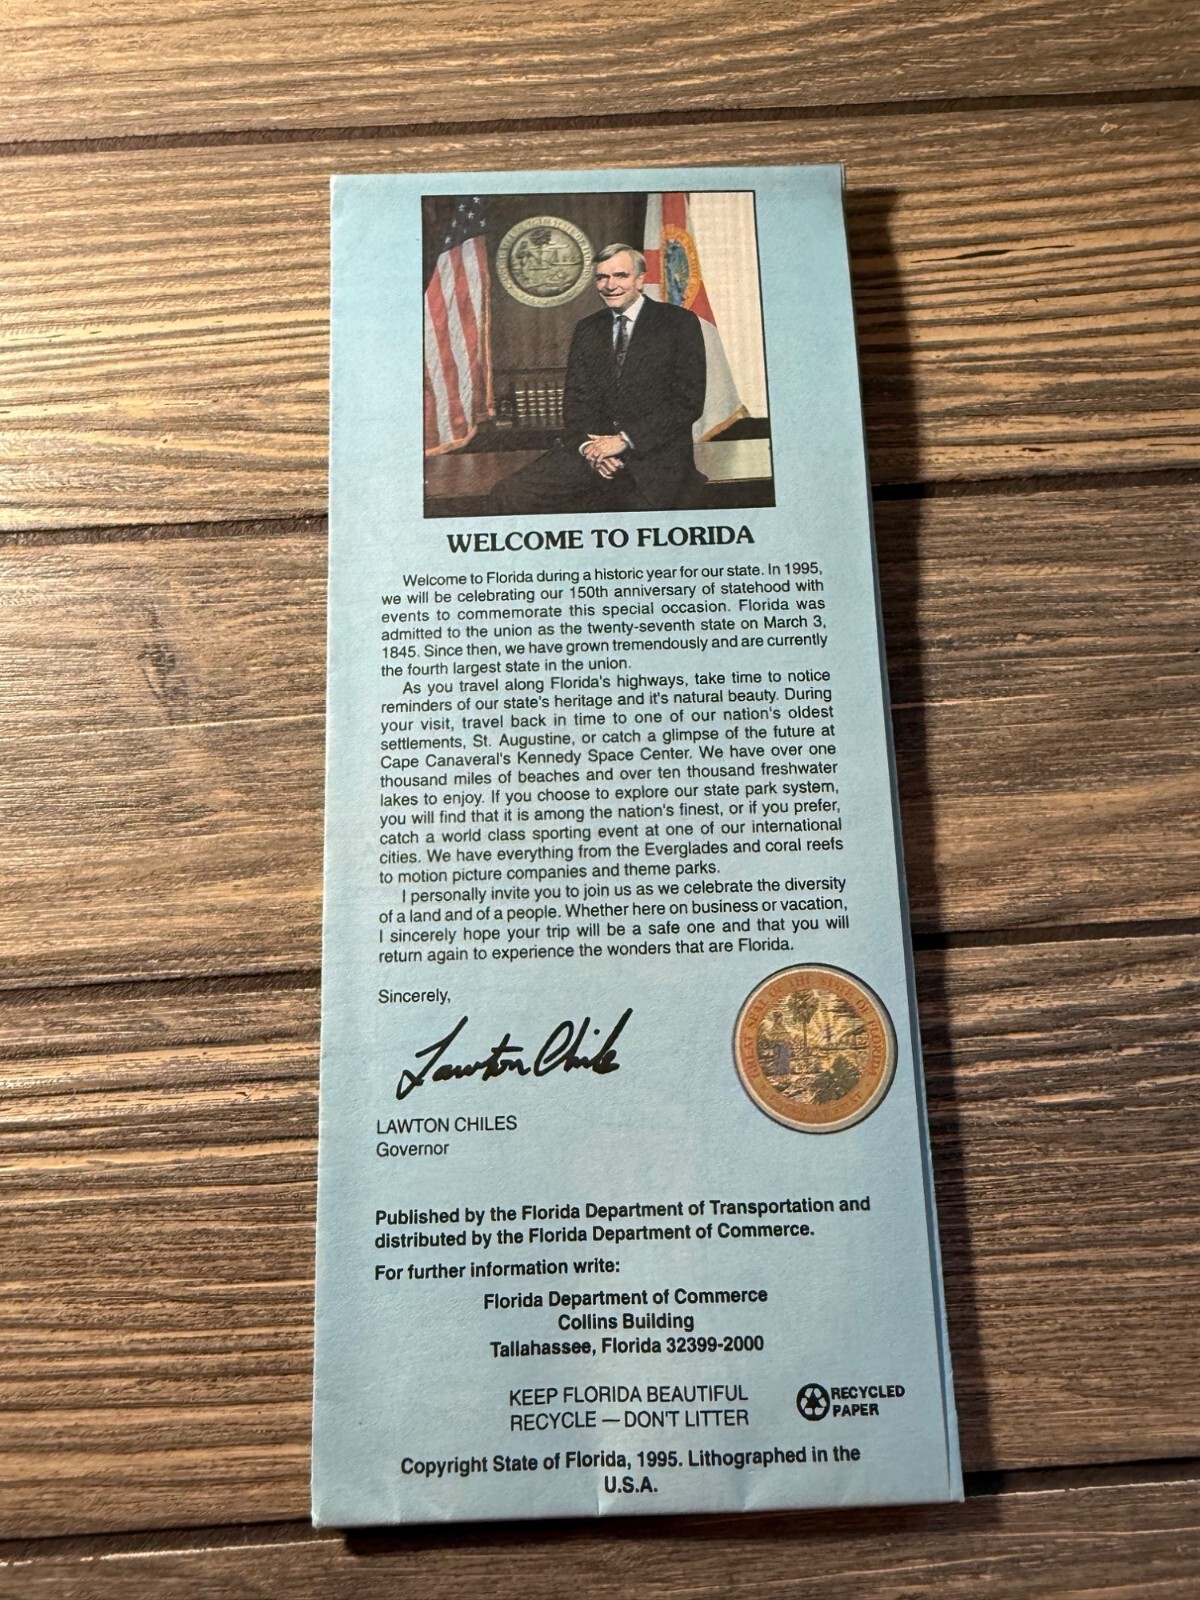 WELCOME TO FLORIDA
Welcome to Florida during a historic year for our state. In 1995,
we will be celebrating our 150th anniversary of statehood with
events to commemorate this special occasion. Florida was
admitted to the union as the twenty-seventh state on March 3,
1845. Since then, we have grown tremendously and are currently
the fourth largest state in the union.
As you travel along Florida's highways, take time to notice
reminders of our state's heritage and it's natural beauty. During
your visit, travel back in time to one of our nation's oldest
settlements, St. Augustine, or catch a glimpse of the future at
Cape Canaveral's Kennedy Space Center. We have over one
thousand miles of beaches and over ten thousand freshwater
lakes to enjoy. If you choose to explore our state park system,
you will find that it is among the nation's finest, or if you prefer,
catch a world class sporting event at one of our international
cities. We have everything from the Everglades and coral reefs
to motion picture companies and theme parks.
I personally invite you to join us as we celebrate the diversity
of a land and of a people. Whether here on business or vacation,
I sincerely hope your trip will be a safe one and that you will
return again to experience the wonders that are Florida.
Sincerely,
Lawton Chiles
GREAT SEAL OF THE STATE OF FLORIDA
LAWTON CHILES
Governor
Published by the Florida Department of Transportation and
distributed by the Florida Department of Commerce.
For further information write:
Florida Department of Commerce
Collins Building
Tallahassee, Florida 32399-2000
KEEP FLORIDA BEAUTIFUL
RECYCLE — DON'T LITTER
RECYCLED
PAPER
Copyright State of Florida, 1995. Lithographed in the
U.S.A.